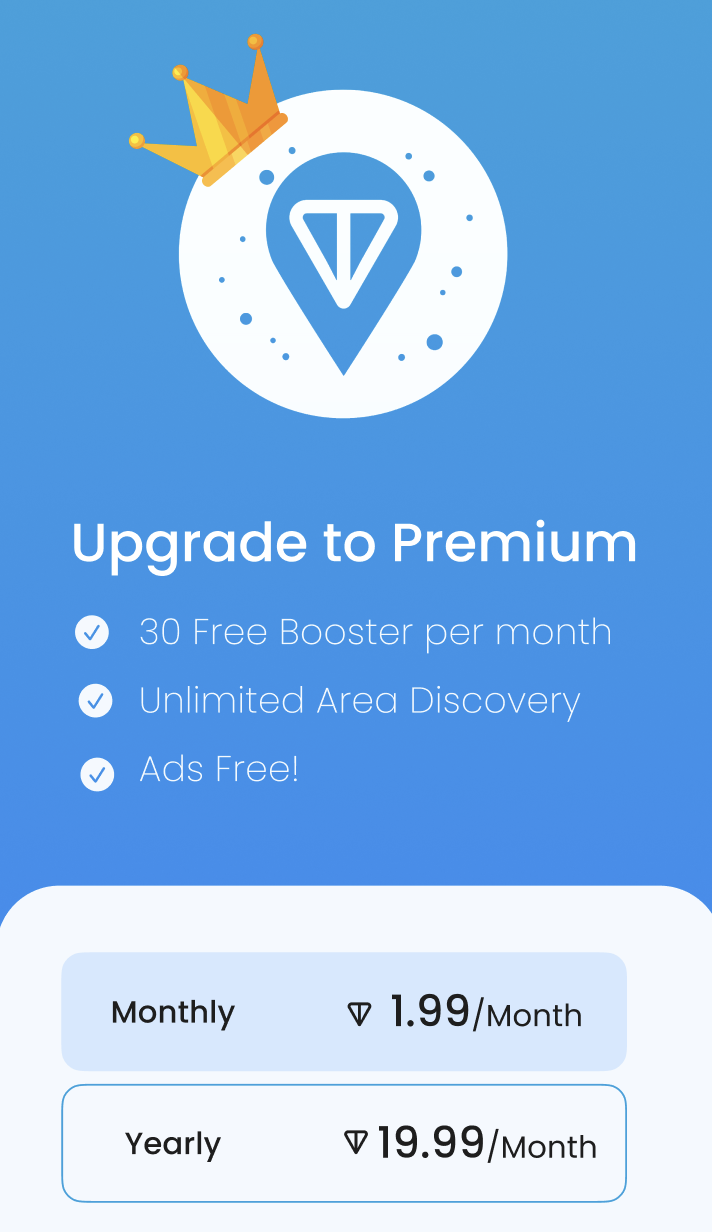 Upgrade to Premium
30 Free Booster per month
Unlimited Area Discovery
Ads Free!
Monthly 1.99/Month
Yearly 19.99/Month